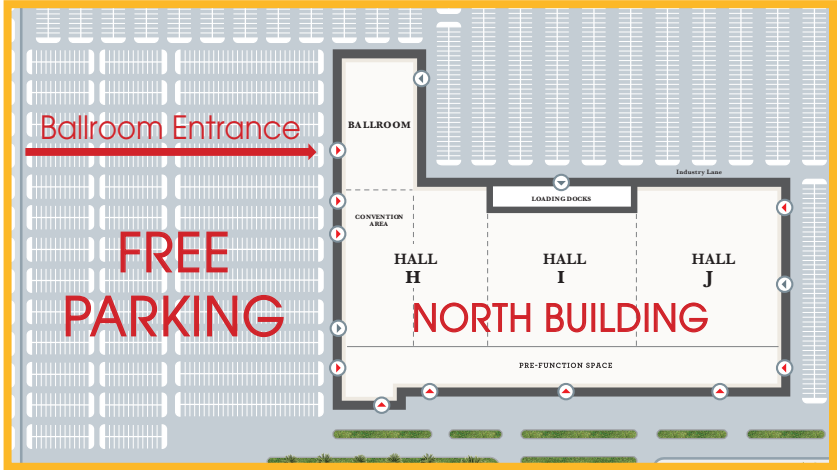 Ballroom Entrance
BALLROOM
Industry Lane
LOADING DOCKS
CONVENTION
AREA
FREE
PARKING
HALL
H
HALL
I
HALL
J
NORTH BUILDING
PRE-FUNCTION SPACE